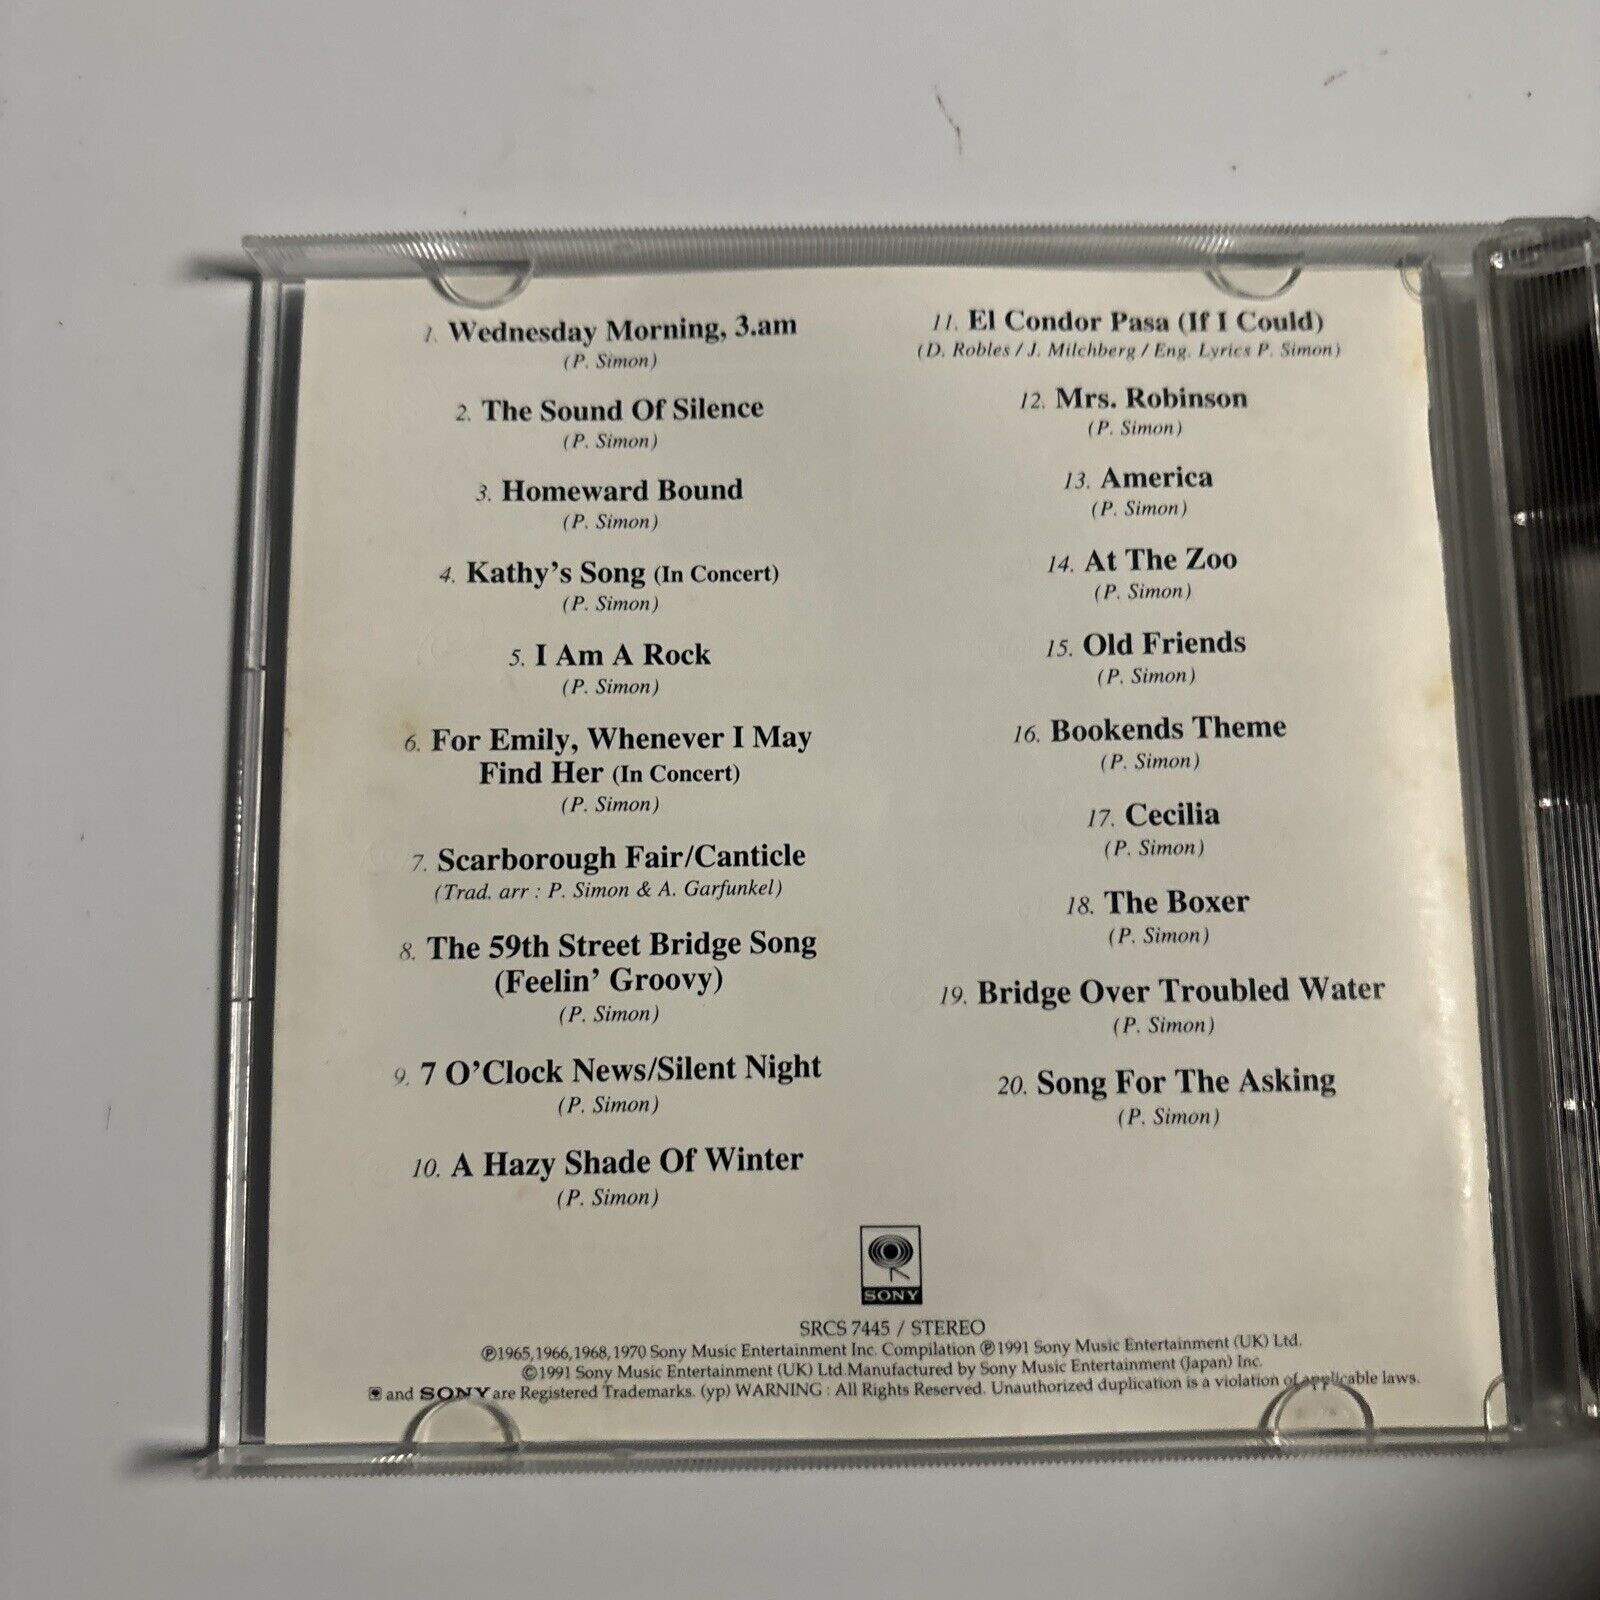 1. Wednesday Morning, 3.am
(P. Simon)
2. The Sound Of Silence
(P. Simon)
3. Homeward Bound
(P. Simon)
4. Kathy's Song (In Concert)
(P. Simon)
5. I Am A Rock
(P. Simon)
6. For Emily, Whenever I May
Find Her (In Concert)
(P. Simon)
7. Scarborough Fair/Canticle
(Trad. arr : P. Simon & A. Garfunkel)
8. The 59th Street Bridge Song
(Feelin' Groovy)
(P. Simon)
9. 7 O'Clock News/Silent Night
(P. Simon)
10. A Hazy Shade Of Winter
(P. Simon)
11. El Condor Pasa (If I Could)
(D. Robles / J. Milchberg / Eng. Lyrics P. Simon)
12. Mrs. Robinson
(P. Simon)
13. America
(P. Simon)
14. At The Zoo
(P. Simon)
15. Old Friends
(P. Simon)
16. Bookends Theme
(P. Simon)
17. Cecilia
(P. Simon)
18. The Boxer
(P. Simon)
19. Bridge Over Troubled Water
(P. Simon)
20. Song For The Asking
(P. Simon)
SONY
SRCS 7445 / STEREO
℗1965,1966,1968,1970 Sony Music Entertainment Inc. Compilation ℗1991 Sony Music Entertainment (UK) Ltd.
©1991 Sony Music Entertainment (UK) Ltd.Manufactured by Sony Music Entertainment (Japan) Inc.
and SONY are Registered Trademarks. (yp) WARNING : All Rights Reserved. Unauthorized duplication is a violation of applicable laws.